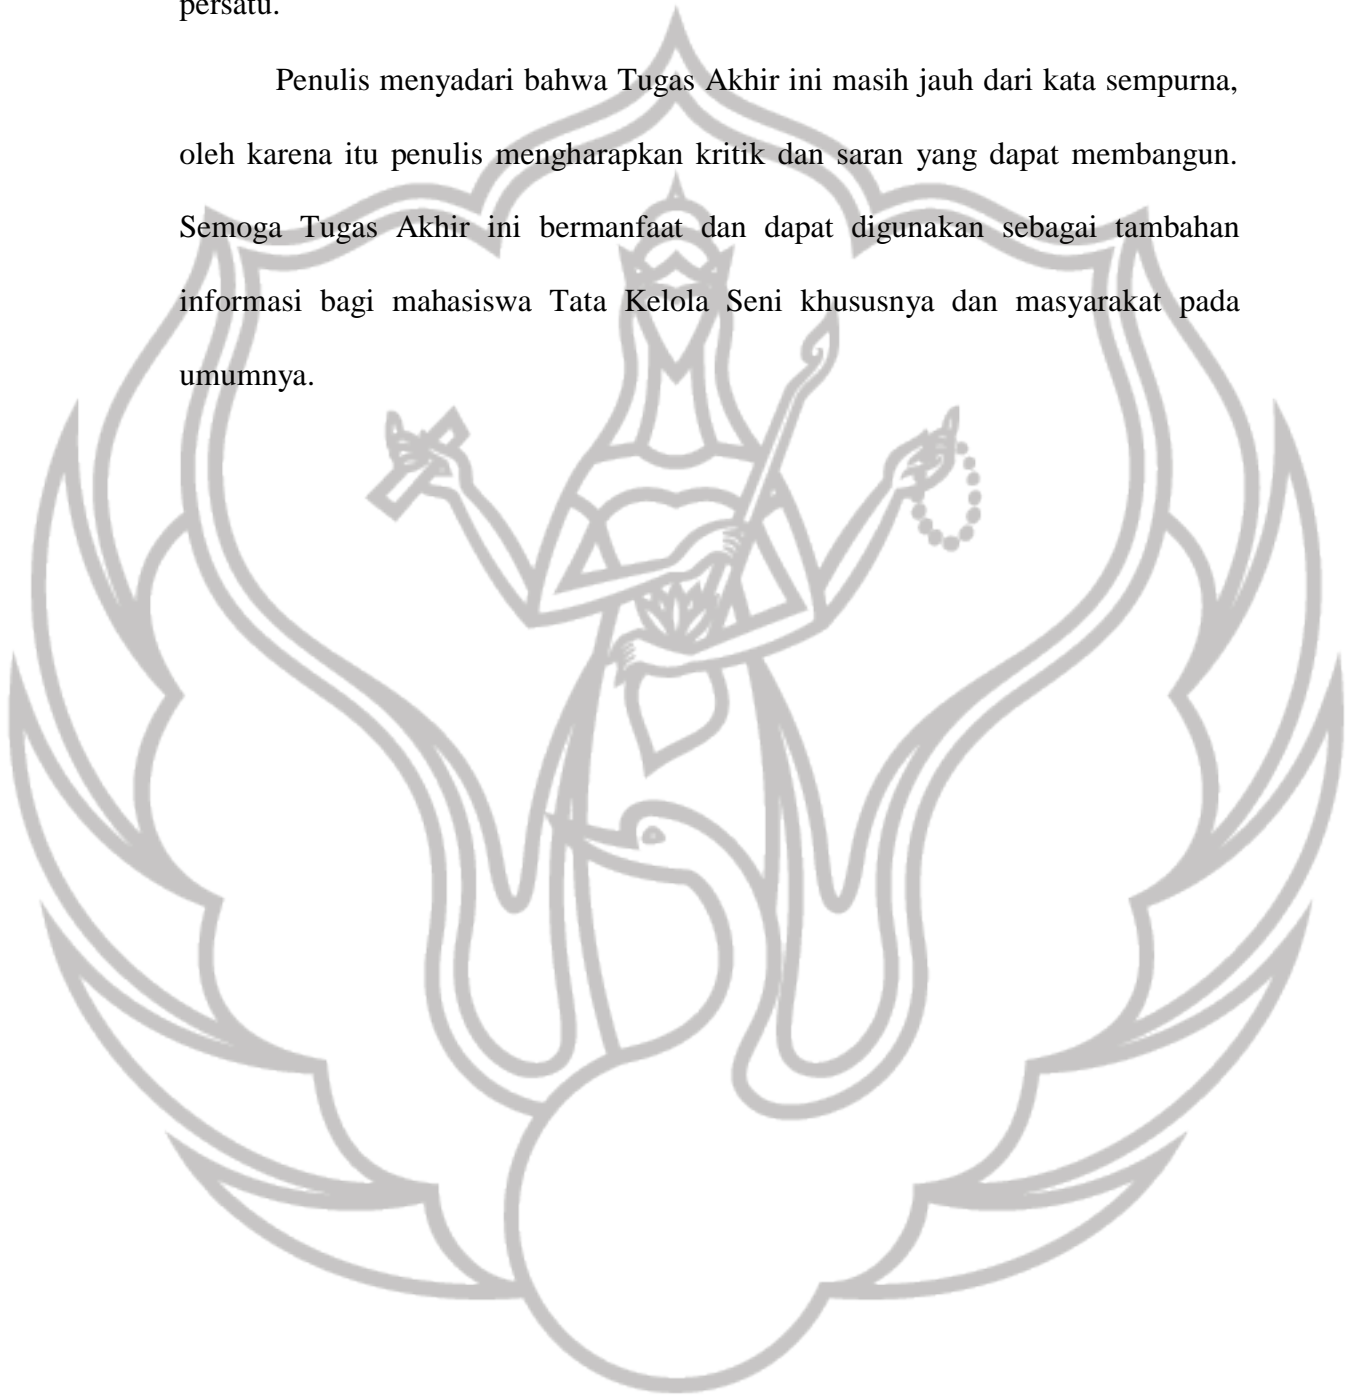 persatu.
Penulis menyadari bahwa Tugas Akhir ini masih jauh dari kata sempurna,
oleh karena itu penulis mengharapkan kritik dan saran yang dapat membangun.
Semoga Tugas Akhir ini bermanfaat dan dapat digunakan sebagai tambahan
informasi bagi mahasiswa Tata Kelola Seni khususnya dan masyarakat pada
umumnya.